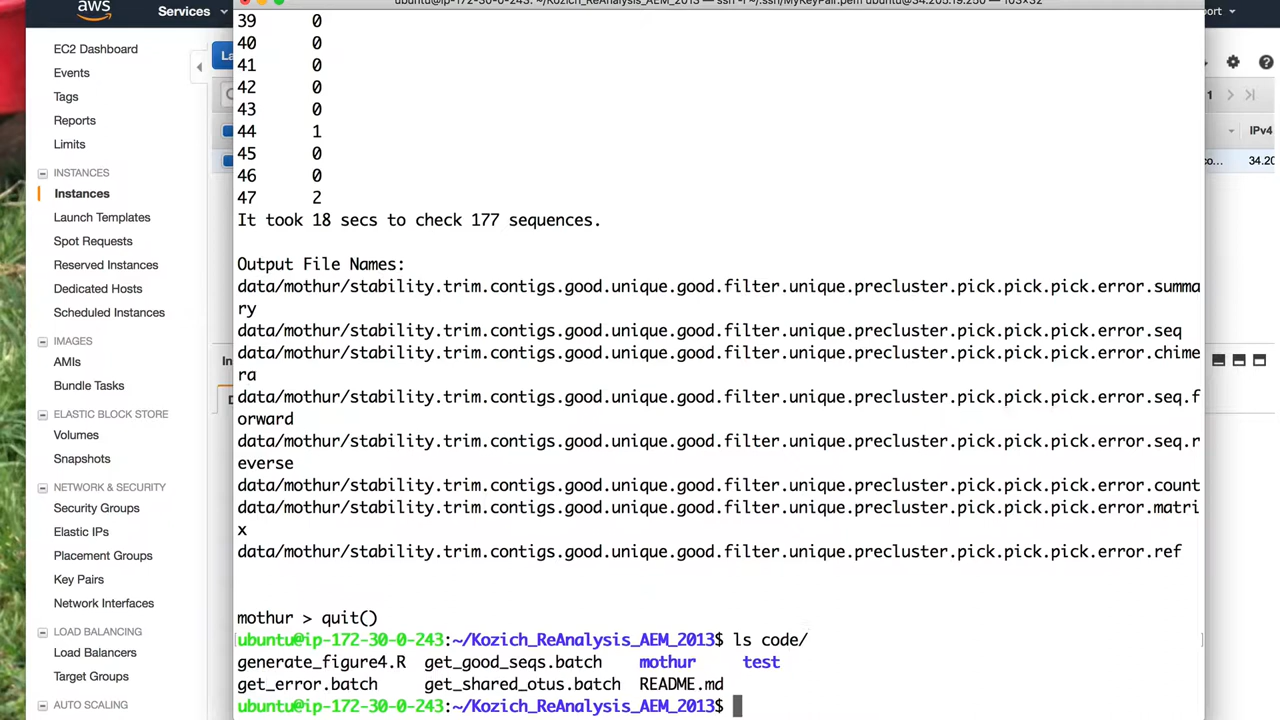 aws
Services
EC2 Dashboard
Events
Tags
Reports
Limits
INSTANCES
Instances
Launch Templates
Spot Requests
Reserved Instances
Dedicated Hosts
Scheduled Instances
IMAGES
AMIs
Bundle Tasks
ELASTIC BLOCK STORE
Volumes
Snapshots
NETWORK & SECURITY
Security Groups
Elastic IPs
Placement Groups
Key Pairs
Network Interfaces
LOAD BALANCING
Load Balancers
Target Groups
AUTO SCALING
39 0
40 0
41 0
42 0
43 0
44 1
45 0
46 0
47 2
It took 18 secs to check 177 sequences.
Output File Names:
data/mothur/stability.trim.contigs.good.unique.good.filter.unique.precluster.pick.pick.pick.error.summa
ry
data/mothur/stability.trim.contigs.good.unique.good.filter.unique.precluster.pick.pick.pick.error.seq
data/mothur/stability.trim.contigs.good.unique.good.filter.unique.precluster.pick.pick.pick.error.chime
ra
data/mothur/stability.trim.contigs.good.unique.good.filter.unique.precluster.pick.pick.pick.error.seq.f
orward
data/mothur/stability.trim.contigs.good.unique.good.filter.unique.precluster.pick.pick.pick.error.seq.r
everse
data/mothur/stability.trim.contigs.good.unique.good.filter.unique.precluster.pick.pick.pick.error.count
data/mothur/stability.trim.contigs.good.unique.good.filter.unique.precluster.pick.pick.pick.error.matri
x
data/mothur/stability.trim.contigs.good.unique.good.filter.unique.precluster.pick.pick.pick.error.ref
mothur > quit()
ubuntu@ip-172-30-0-243:~/Kozich_ReAnalysis_AEM_2013$ ls code/
generate_figure4.R get_good_seqs.batch mothur test
get_error.batch get_shared_otus.batch README.md
ubuntu@ip-172-30-0-243:~/Kozich_ReAnalysis_AEM_2013$
port
1
IPv4
co... 34.20